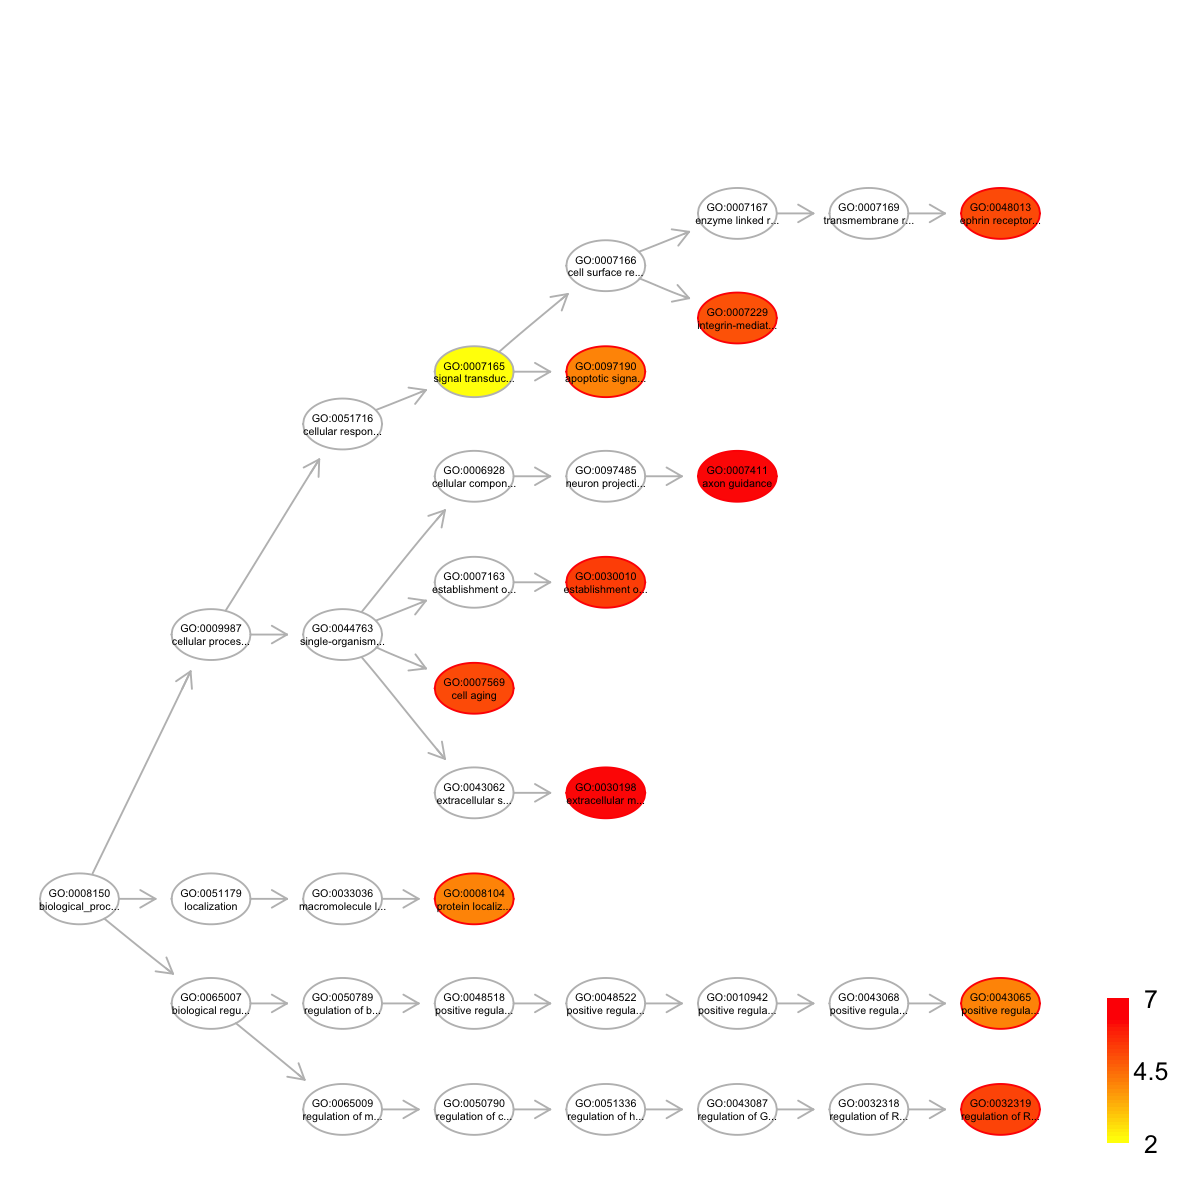 GO:0007167
enzyme linked r...
GO:0007169
transmembrane r...
GO:0048013
ephrin receptor...
GO:0007166
cell surface re...
GO:0007229
integrin-mediat...
GO:0007165
signal transduc...
GO:0097190
apoptotic signa...
GO:0051716
cellular respon...
GO:0006928
cellular compon...
GO:0097485
neuron projecti...
GO:0007411
axon guidance
GO:0007163
establishment o...
GO:0030010
establishment o...
GO:0009987
cellular proces...
GO:0044763
single-organism...
GO:0007569
cell aging
GO:0043062
extracellular s...
GO:0030198
extracellular m...
GO:0008150
biological_proc...
GO:0051179
localization
GO:0033036
macromolecule l...
GO:0008104
protein localiz...
GO:0065007
biological regu...
GO:0050789
regulation of b...
GO:0048518
positive regula...
GO:0048522
positive regula...
GO:0010942
positive regula...
GO:0043068
positive regula...
GO:0043065
positive regula...
GO:0065009
regulation of m...
GO:0050790
regulation of c...
GO:0051336
regulation of h...
GO:0043087
regulation of G...
GO:0032318
regulation of R...
GO:0032319
regulation of R...
7
4.5
2